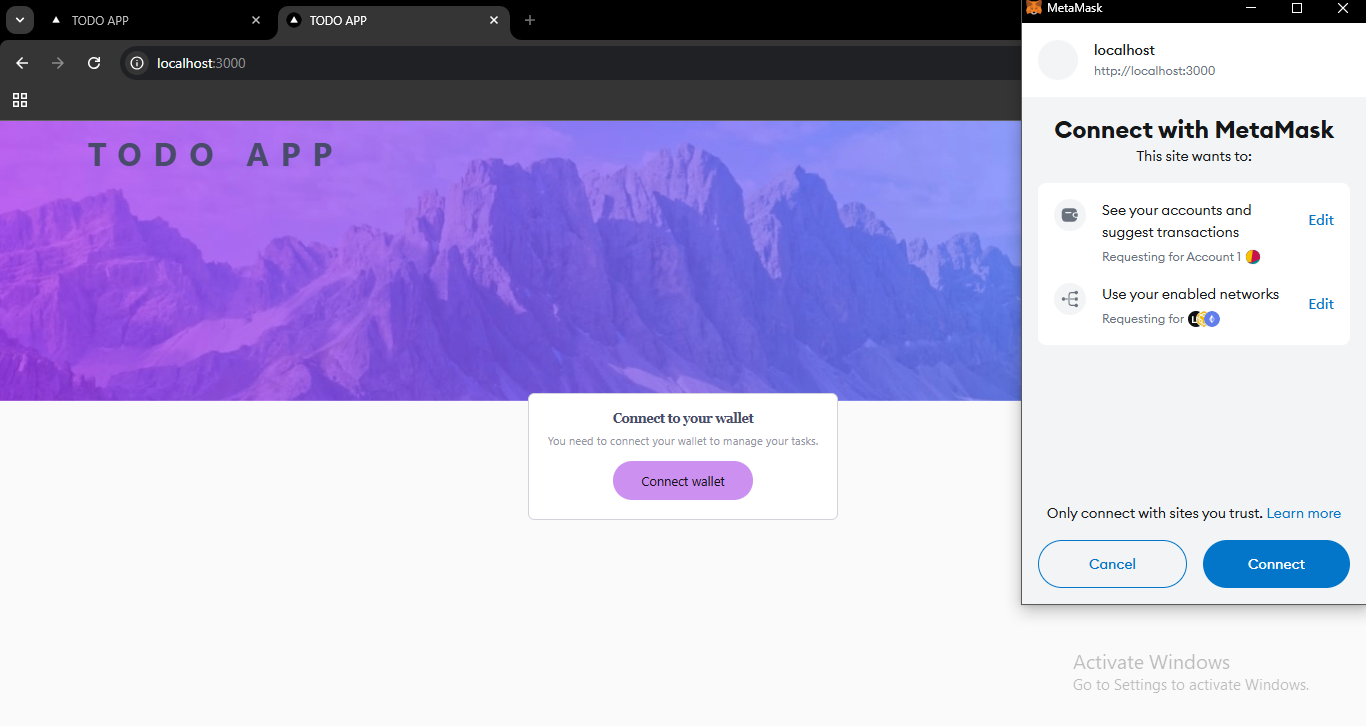 TODO APP
TODO APP
localhost:3000
TODO APP
Connect to your wallet
You need to connect your wallet to manage your tasks.
Connect wallet
MetaMask
localhost
http://localhost:3000
Connect with MetaMask
This site wants to:
See your accounts and
suggest transactions
Edit
Requesting for Account 1
Use your enabled networks
Edit
Requesting for
Only connect with sites you trust. Learn more
Cancel
Connect
Activate Windows
Go to Settings to activate Windows.